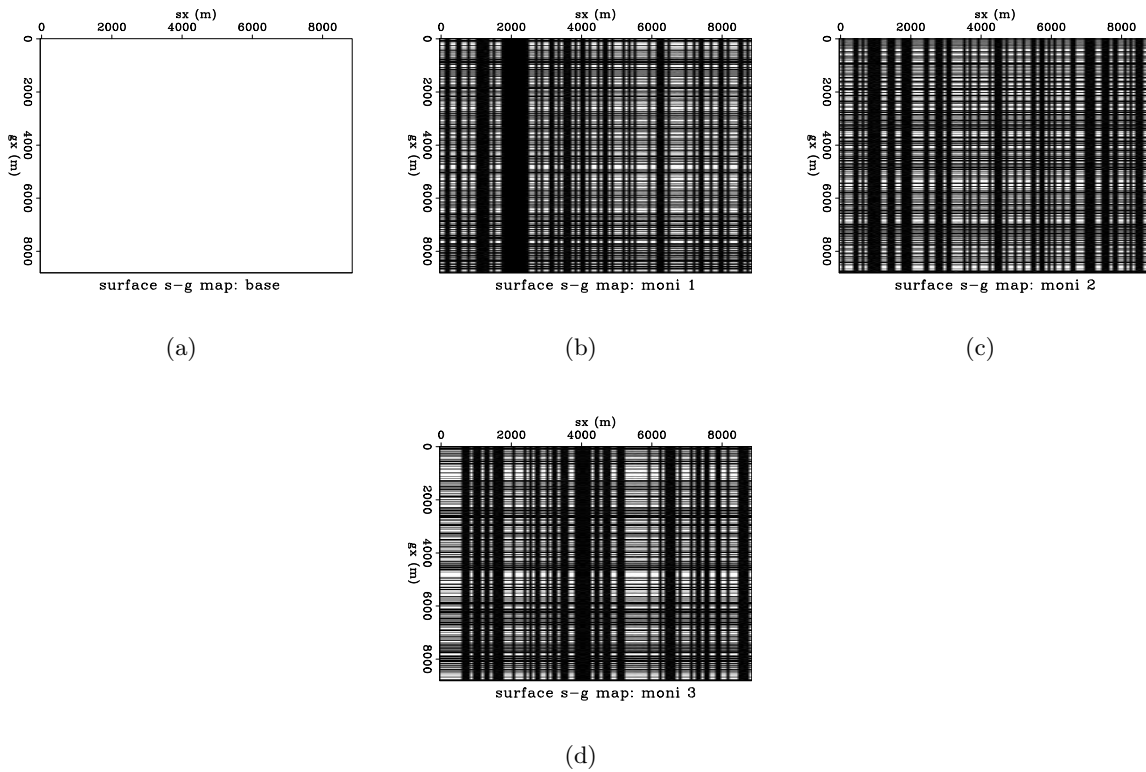 sx (m)
0 2000 4000 6000 8000
0 2000 4000 6000 8000
gx (m)
surface s-g map: base
(a)
sx (m)
0 2000 4000 6000 8000
0 2000 4000 6000 8000
gx (m)
surface s-g map: moni 1
(b)
sx (m)
0 2000 4000 6000 8000
0 2000 4000 6000 8000
gx (m)
surface s-g map: moni 2
(c)
sx (m)
0 2000 4000 6000 8000
0 2000 4000 6000 8000
gx (m)
surface s-g map: moni 3
(d)